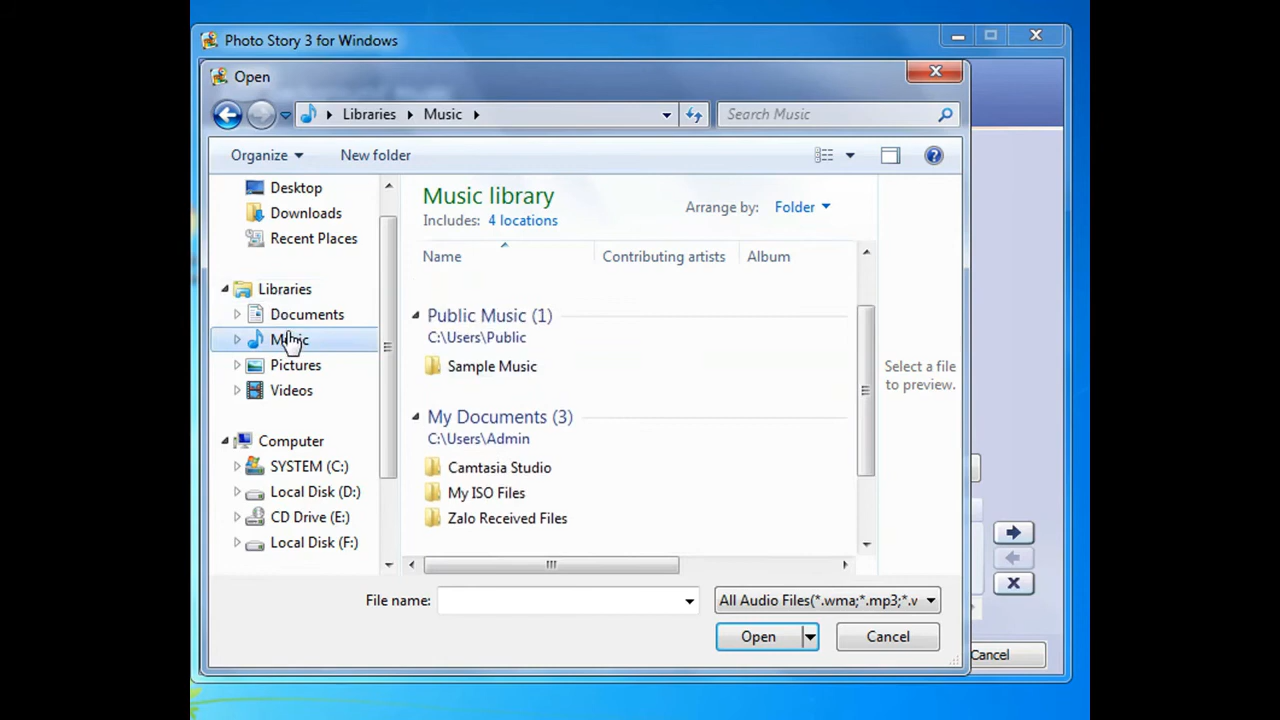 Photo Story 3 for Windows
Open
Libraries Music
Search Music
Organize New folder
Desktop
Downloads
Recent Places
Libraries
Documents
Music
Pictures
Videos
Computer
SYSTEM (C:)
Local Disk (D:)
CD Drive (E:)
Local Disk (F:)
Music library
Includes: 4 locations
Arrange by: Folder
Name Contributing artists Album
Public Music (1)
C:\Users\Public
Sample Music
My Documents (3)
C:\Users\Admin
Camtasia Studio
My ISO Files
Zalo Received Files
Select a file
to preview.
File name:
All Audio Files(*.wma;*.mp3;*.v
Open Cancel
Cancel